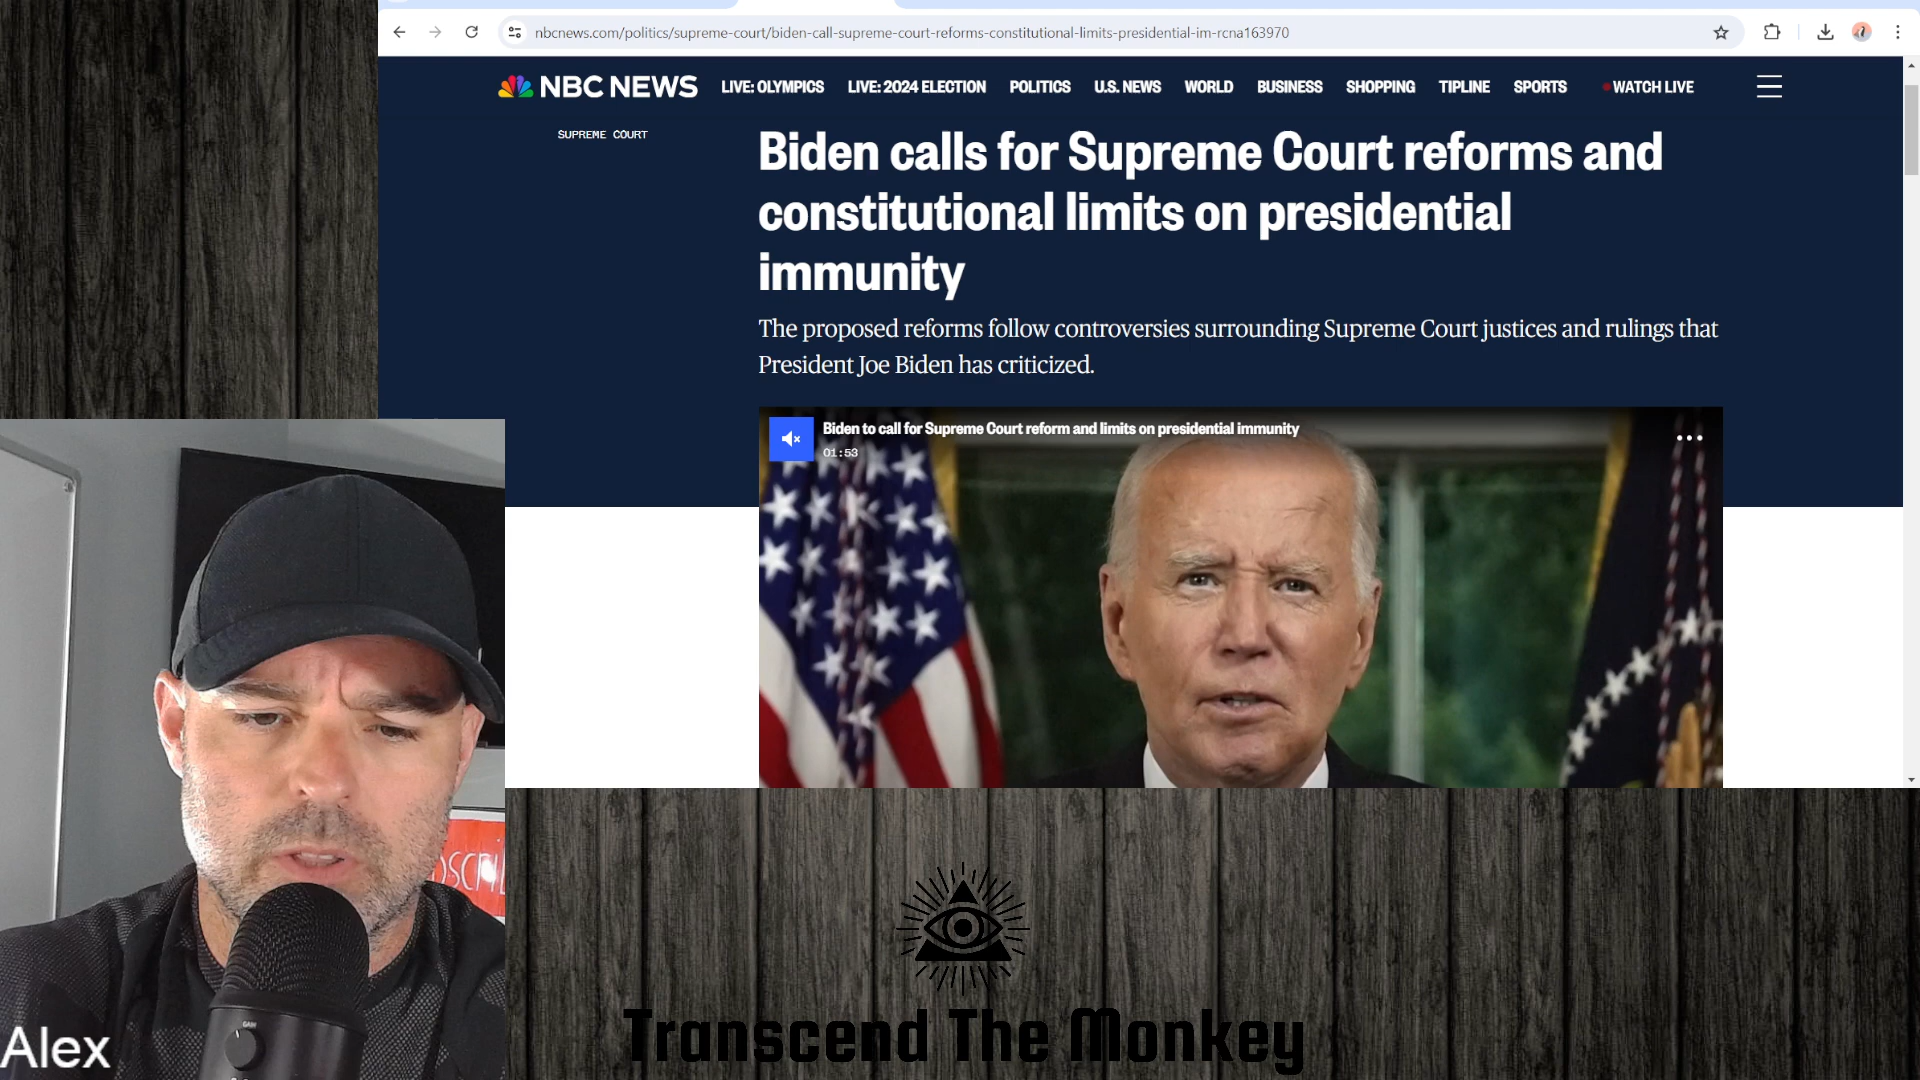 nbcnews.com/politics/supreme-court/biden-call-supreme-court-reforms-constitutional-limits-presidential-im-rcna163970
NBC NEWS LIVE: OLYMPICS LIVE: 2024 ELECTION POLITICS U.S. NEWS WORLD BUSINESS SHOPPING TIPLINE SPORTS WATCH LIVE
SUPREME COURT
Biden calls for Supreme Court reforms and
constitutional limits on presidential
immunity
The proposed reforms follow controversies surrounding Supreme Court justices and rulings that
President Joe Biden has criticized.
Biden to call for Supreme Court reform and limits on presidential immunity
01:53
GAIN
Alex
Transcend The Monkey